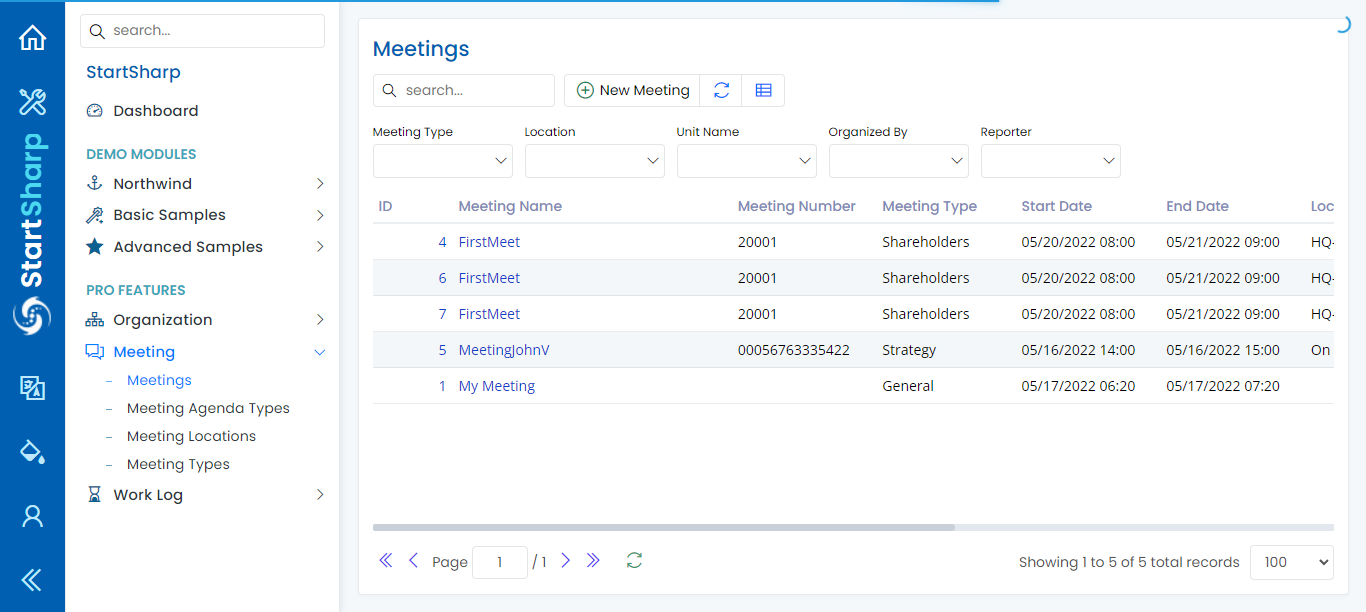 StartSharp
search...
StartSharp
Dashboard
DEMO MODULES
Northwind
Basic Samples
Advanced Samples
PRO FEATURES
Organization
Meeting
Meetings
Meeting Agenda Types
Meeting Locations
Meeting Types
Work Log
Meetings
search... New Meeting
Meeting Type Location Unit Name Organized By Reporter
ID Meeting Name Meeting Number Meeting Type Start Date End Date Loc
4 FirstMeet 20001 Shareholders 05/20/2022 08:00 05/21/2022 09:00 HQ-
6 FirstMeet 20001 Shareholders 05/20/2022 08:00 05/21/2022 09:00 HQ-
7 FirstMeet 20001 Shareholders 05/20/2022 08:00 05/21/2022 09:00 HQ-
5 MeetingJohnV 00056763335422 Strategy 05/16/2022 14:00 05/16/2022 15:00 On
1 My Meeting General 05/17/2022 06:20 05/17/2022 07:20
Page 1 / 1 Showing 1 to 5 of 5 total records 100